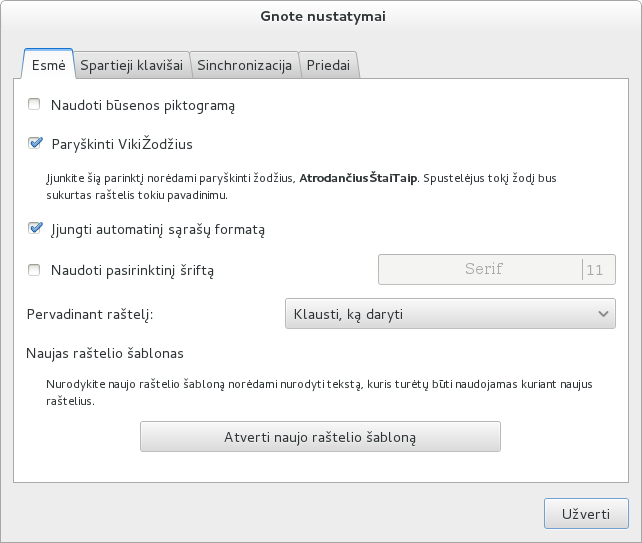 Gnote nustatymai
Esmė Spartieji klavišai Sinchronizacija Priedai
Naudoti būsenos piktogramą
Paryškinti VikiŽodžius
Įjunkite šią parinktį norėdami paryškinti žodžius, AtrodančiusŠtaiTaip. Spustelėjus tokį žodį bus
sukurtas raštelis tokiu pavadinimu.
Įjungti automatinį sąrašų formatą
Naudoti pasirinktinį šriftą Serif 11
Pervadinant raštelį: Klausti, ką daryti
Naujas raštelio šablonas
Nurodykite naujo raštelio šabloną norėdami nurodyti tekstą, kuris turėtų būti naudojamas kuriant naujus
raštelius.
Atverti naujo raštelio šabloną
Užverti